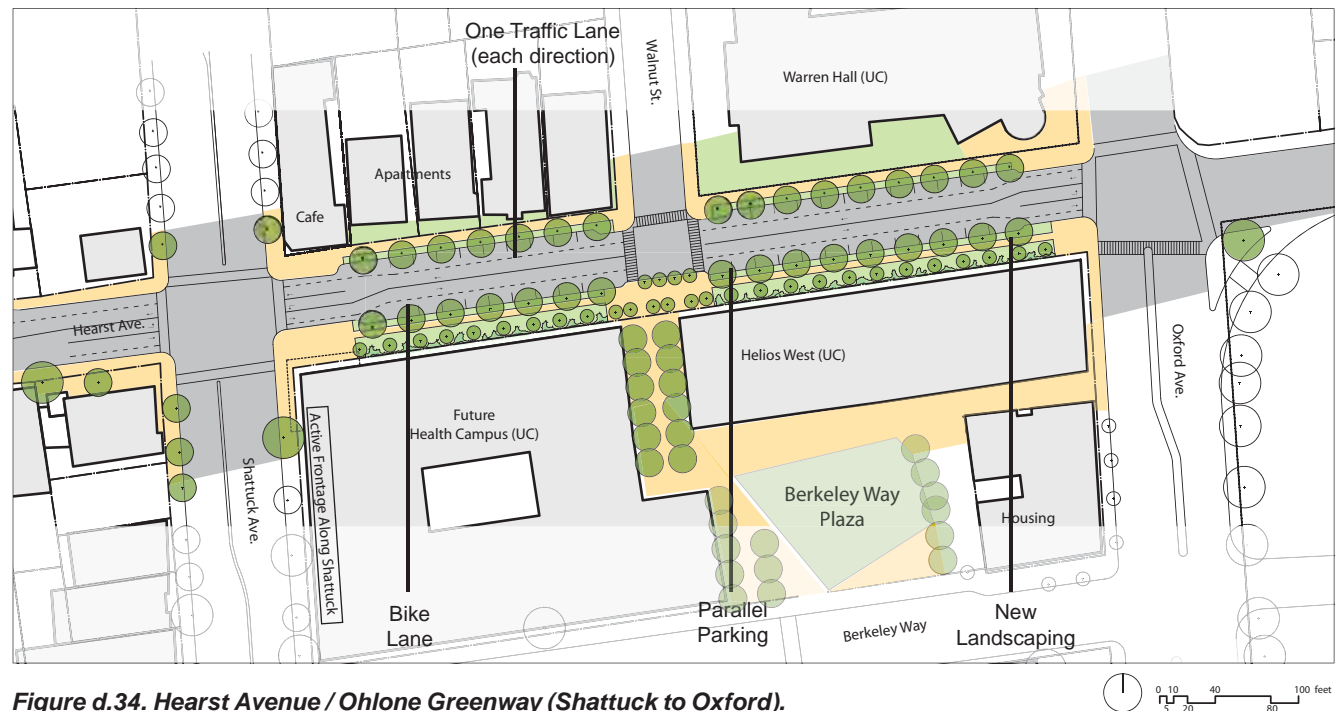 One Traffic Lane
(each direction)
Walnut St.
Warren Hall (UC)
Apartments
Cafe
Hearst Ave.
Helios West (UC)
Oxford Ave.
Future
Health Campus (UC)
Active Frontage Along Shattuck
Shattuck Ave.
Berkeley Way
Plaza
Housing
Bike
Lane
Parallel
Parking
New
Landscaping
Berkeley Way
Figure d.34. Hearst Avenue / Ohlone Greenway (Shattuck to Oxford).
0 10 40 100 feet
5 20 80